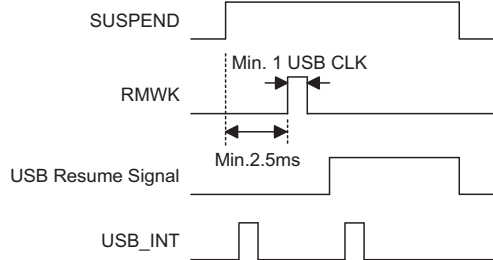 SUSPEND
Min. 1 USB CLK
RMWK
Min.2.5ms
USB Resume Signal
USB_INT